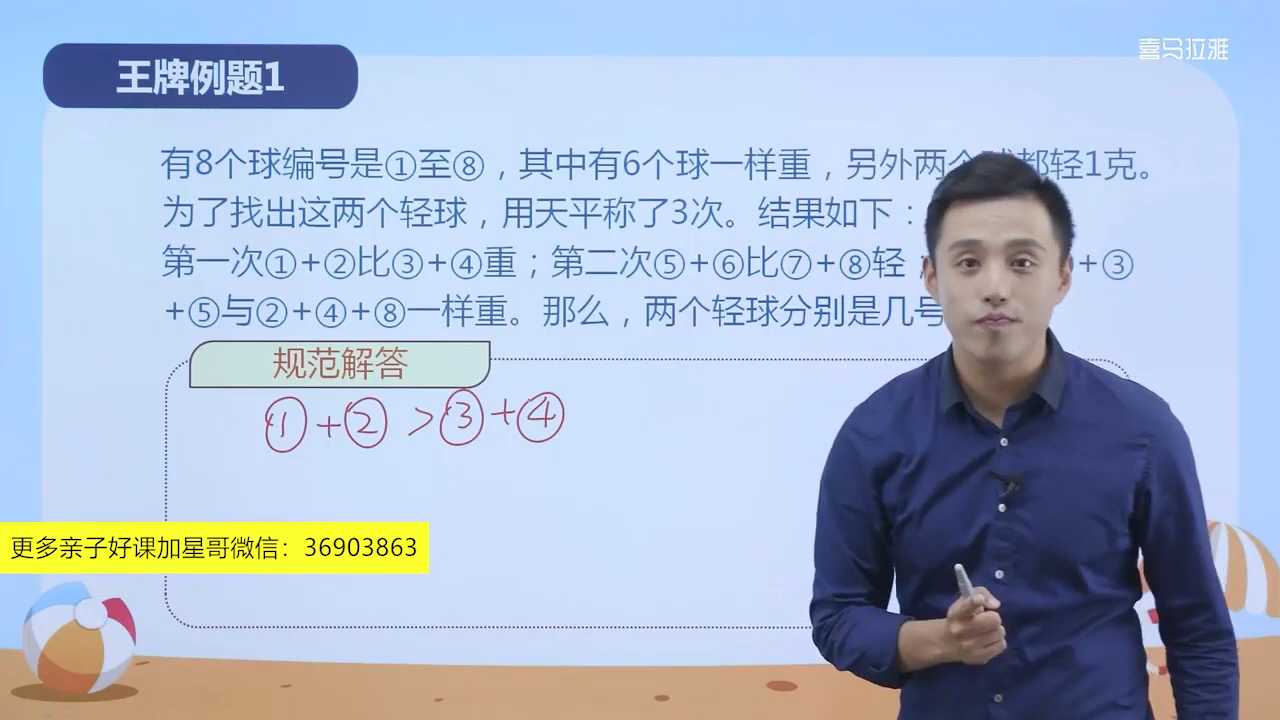 喜马拉雅
王牌例题1
有8个球编号是①至⑧，其中有6个球一样重，另外两个球都轻1克。
为了找出这两个轻球，用天平称了3次。结果如下：
第一次①+②比③+④重；第二次⑤+⑥比⑦+⑧轻 +③
+⑤与②+④+⑧一样重。那么，两个轻球分别是几号
规范解答
①+②>③+④
更多亲子好课加星哥微信：36903863